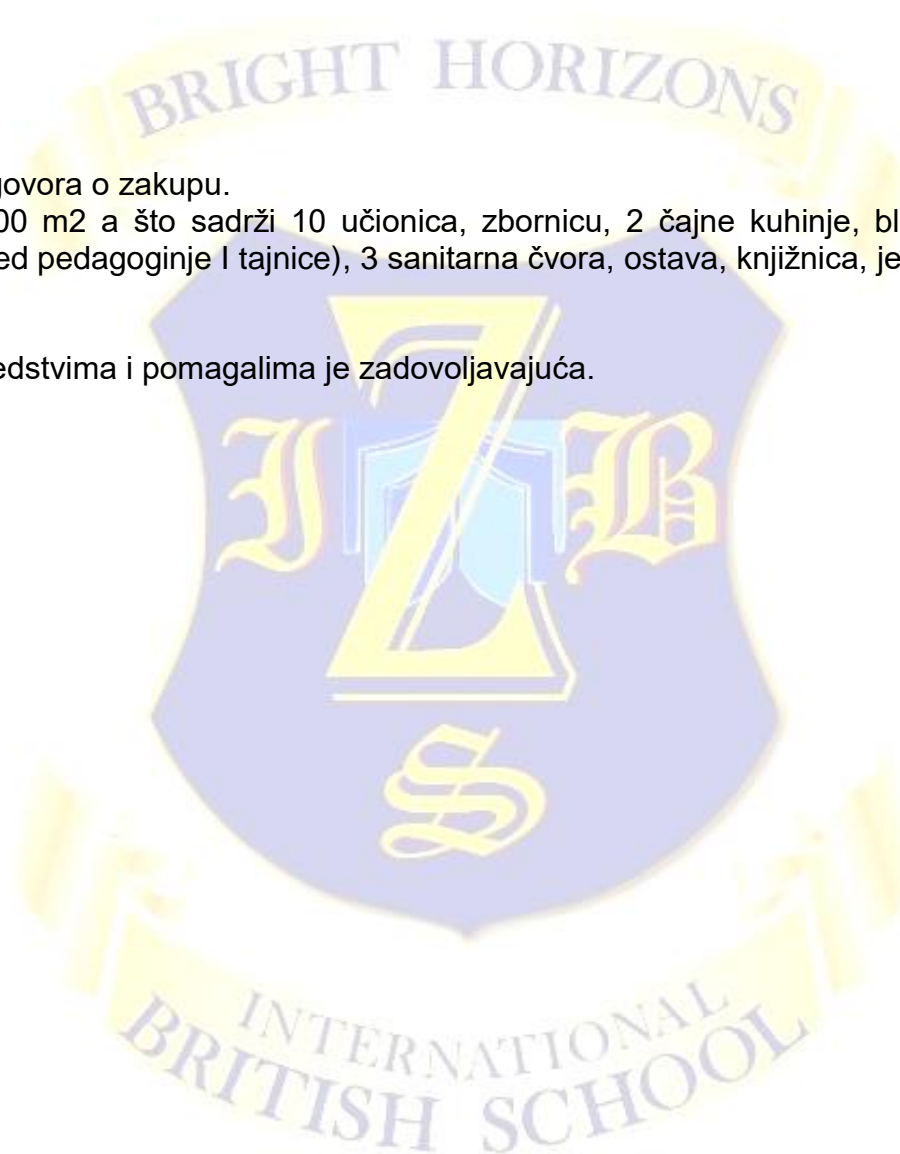 BRIGHT HORIZONS
govora o zakupu.
00 m2 a što sadrži 10 učionica, zbornicu, 2 čajne kuhinje, bl
ed pedagoginje I tajnice), 3 sanitarna čvora, ostava, knjižnica, je
edstvima i pomagalima je zadovoljavajuća.
I Z B
S
INTERNATIONAL
BRITISH SCHOOL